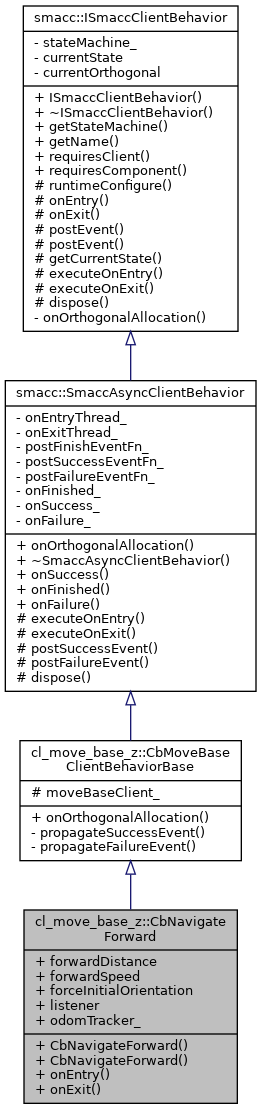 smacc::ISmaccClientBehavior
- stateMachine_
- currentState
- currentOrthogonal
+ ISmaccClientBehavior()
+ ~ISmaccClientBehavior()
+ getStateMachine()
+ getName()
+ requiresClient()
+ requiresComponent()
# runtimeConfigure()
# onEntry()
# onExit()
# postEvent()
# postEvent()
# getCurrentState()
# executeOnEntry()
# executeOnExit()
# dispose()
- onOrthogonalAllocation()
smacc::SmaccAsyncClientBehavior
- onEntryThread_
- onExitThread_
- postFinishEventFn_
- postSuccessEventFn_
- postFailureEventFn_
- onFinished_
- onSuccess_
- onFailure_
+ onOrthogonalAllocation()
+ ~SmaccAsyncClientBehavior()
+ onSuccess()
+ onFinished()
+ onFailure()
# executeOnEntry()
# executeOnExit()
# postSuccessEvent()
# postFailureEvent()
# dispose()
cl_move_base_z::CbMoveBase
ClientBehaviorBase
# moveBaseClient_
+ onOrthogonalAllocation()
- propagateSuccessEvent()
- propagateFailureEvent()
cl_move_base_z::CbNavigate
Forward
+ forwardDistance
+ forwardSpeed
+ forceInitialOrientation
+ listener
+ odomTracker_
+ CbNavigateForward()
+ CbNavigateForward()
+ onEntry()
+ onExit()